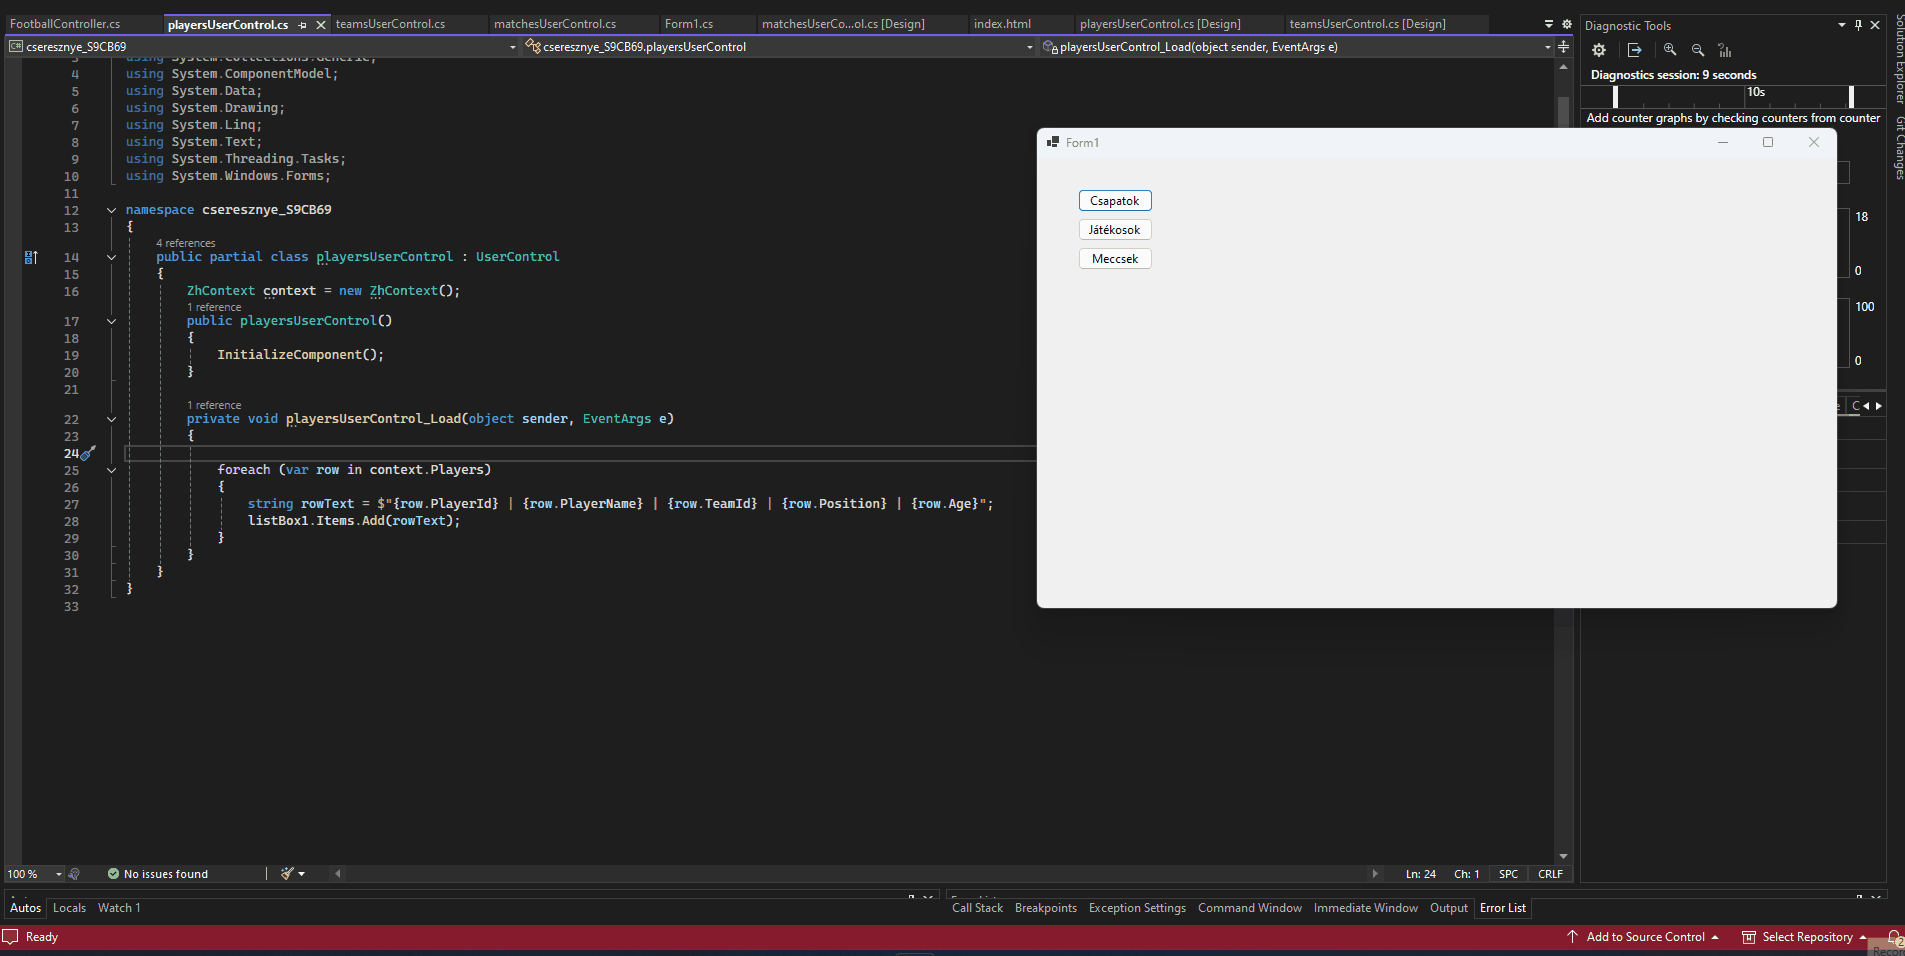 FootballController.cs
playersUserControl.cs
teamsUserControl.cs
matchesUserControl.cs
Form1.cs
matchesUserCo...ol.cs [Design]
index.html
playersUserControl.cs [Design]
teamsUserControl.cs [Design]
Diagnostic Tools
Solution Explorer
Git Changes
C# cseresznye_S9CB69
cseresznye_S9CB69.playersUserControl
playersUserControl_Load(object sender, EventArgs e)
Diagnostics session: 9 seconds
10s
Add counter graphs by checking counters from counter
18
0
100
0
3 using System.Collections.Generic;
4 using System.ComponentModel;
5 using System.Data;
6 using System.Drawing;
7 using System.Linq;
8 using System.Text;
9 using System.Threading.Tasks;
10 using System.Windows.Forms;
11
12 namespace cseresznye_S9CB69
13 {
4 references
14 public partial class playersUserControl : UserControl
15 {
16 ZhContext context = new ZhContext();
1 reference
17 public playersUserControl()
18 {
19 InitializeComponent();
20 }
21
1 reference
22 private void playersUserControl_Load(object sender, EventArgs e)
23 {
24
25 foreach (var row in context.Players)
26 {
27 string rowText = $"{row.PlayerId} | {row.PlayerName} | {row.TeamId} | {row.Position} | {row.Age}";
28 listBox1.Items.Add(rowText);
29 }
30 }
31 }
32 }
33
Form1
Csapatok
Játékosok
Meccsek
100 %
No issues found
Ln: 24
Ch: 1
SPC
CRLF
Autos
Locals
Watch 1
Call Stack
Breakpoints
Exception Settings
Command Window
Immediate Window
Output
Error List
Ready
Add to Source Control
Select Repository
2